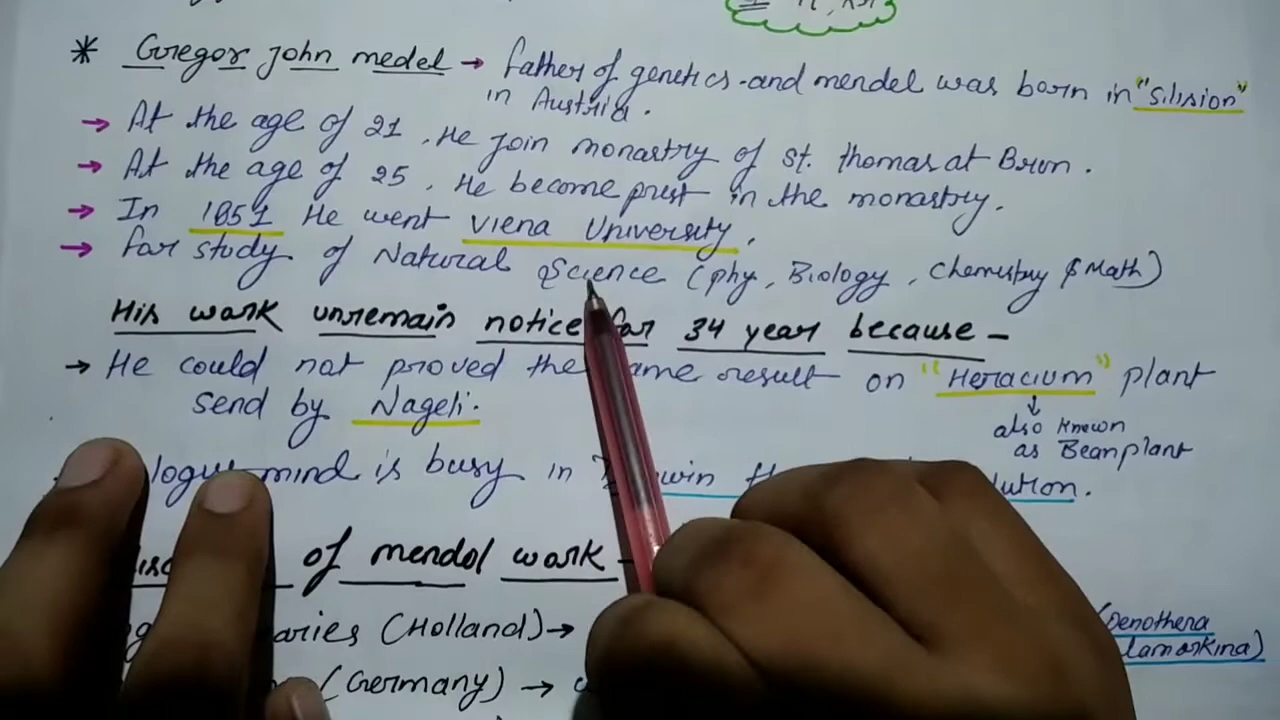 * Gregor john medel → father of genetics and mendel was born in "silision"
in Austria.
→ At the age of 21, He join monastry of st. thomas at Brun.
→ At the age of 25, He become prest in the monastry.
→ In 1851 He went Viena University.
→ for study of Natural Science (phy, Biology, Chemistry & Math)
His work unremain notice for 34 year because -
→ He could not proved the same result on "Heracium" plant
send by Nageli.
↓
also known
as Beanplant
mind is busy in
of mendol work -
(Holland) →
(Oenothera
lamarkina)
(Germany) →